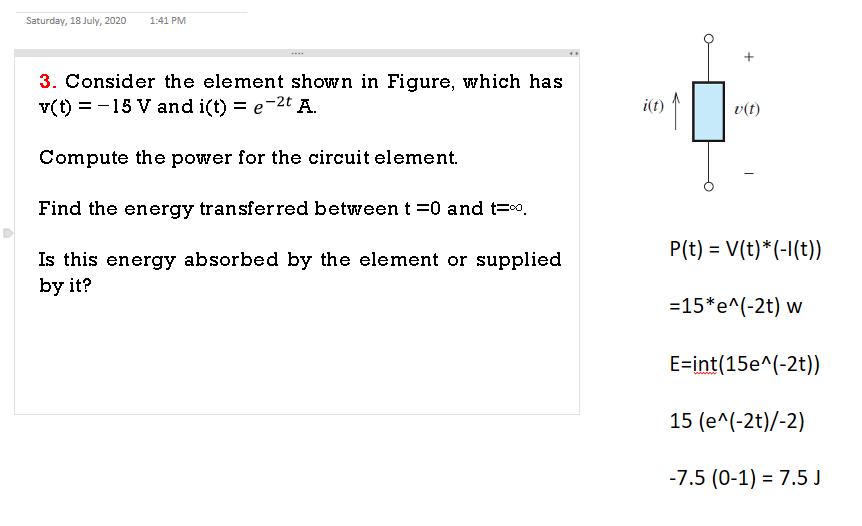 Saturday, 18 July, 2020 1:41 PM
3. Consider the element shown in Figure, which has
v(t) = −15 V and i(t) = e^−2t A.
Compute the power for the circuit element.
Find the energy transferred between t =0 and t=∞.
Is this energy absorbed by the element or supplied
by it?
+
i(t)
v(t)
−
P(t) = V(t)*(-I(t))
=15*e^(-2t) w
E=int(15e^(-2t))
15 (e^(-2t)/-2)
-7.5 (0-1) = 7.5 J